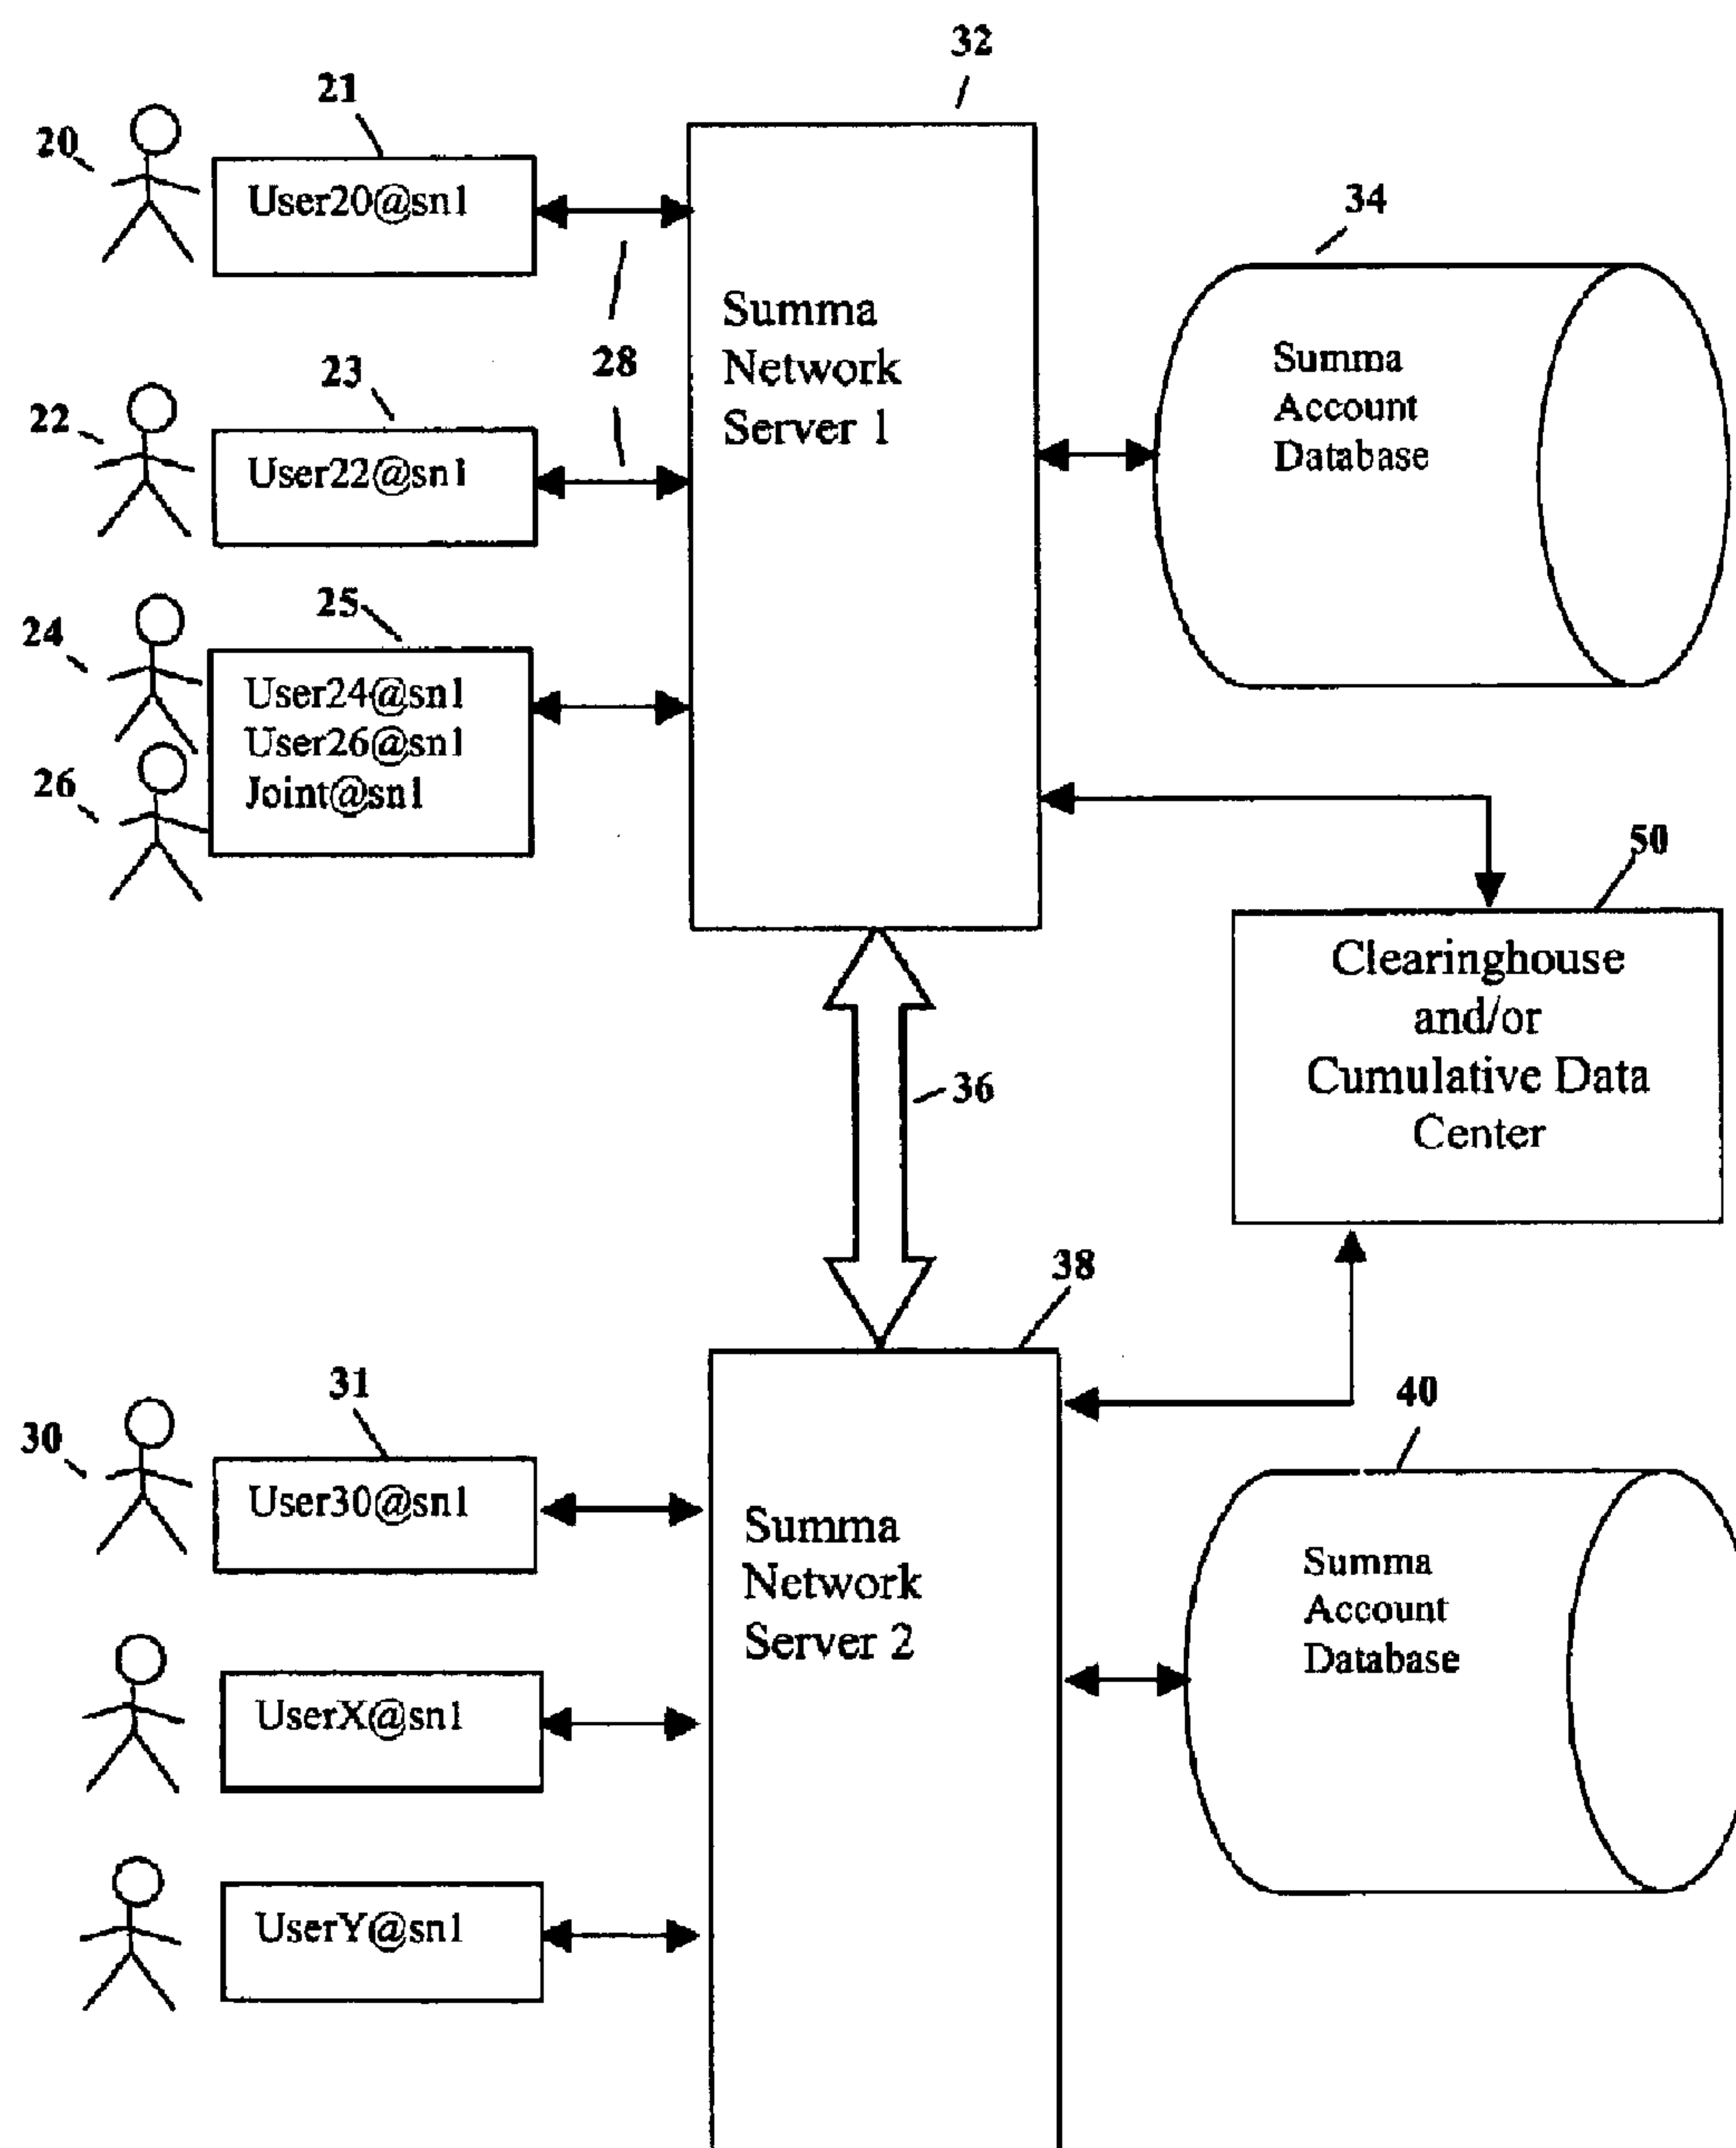 32
21
20
User20@sn1
34
Summa
Network
Server 1
Summa
Account
Database
28
23
22
User22@sn1
25
24
User24@sn1
User26@sn1
Joint@sn1
26
50
Clearinghouse
and/or
Cumulative Data
Center
36
38
31
30
User30@sn1
40
Summa
Network
Server 2
Summa
Account
Database
UserX@sn1
UserY@sn1